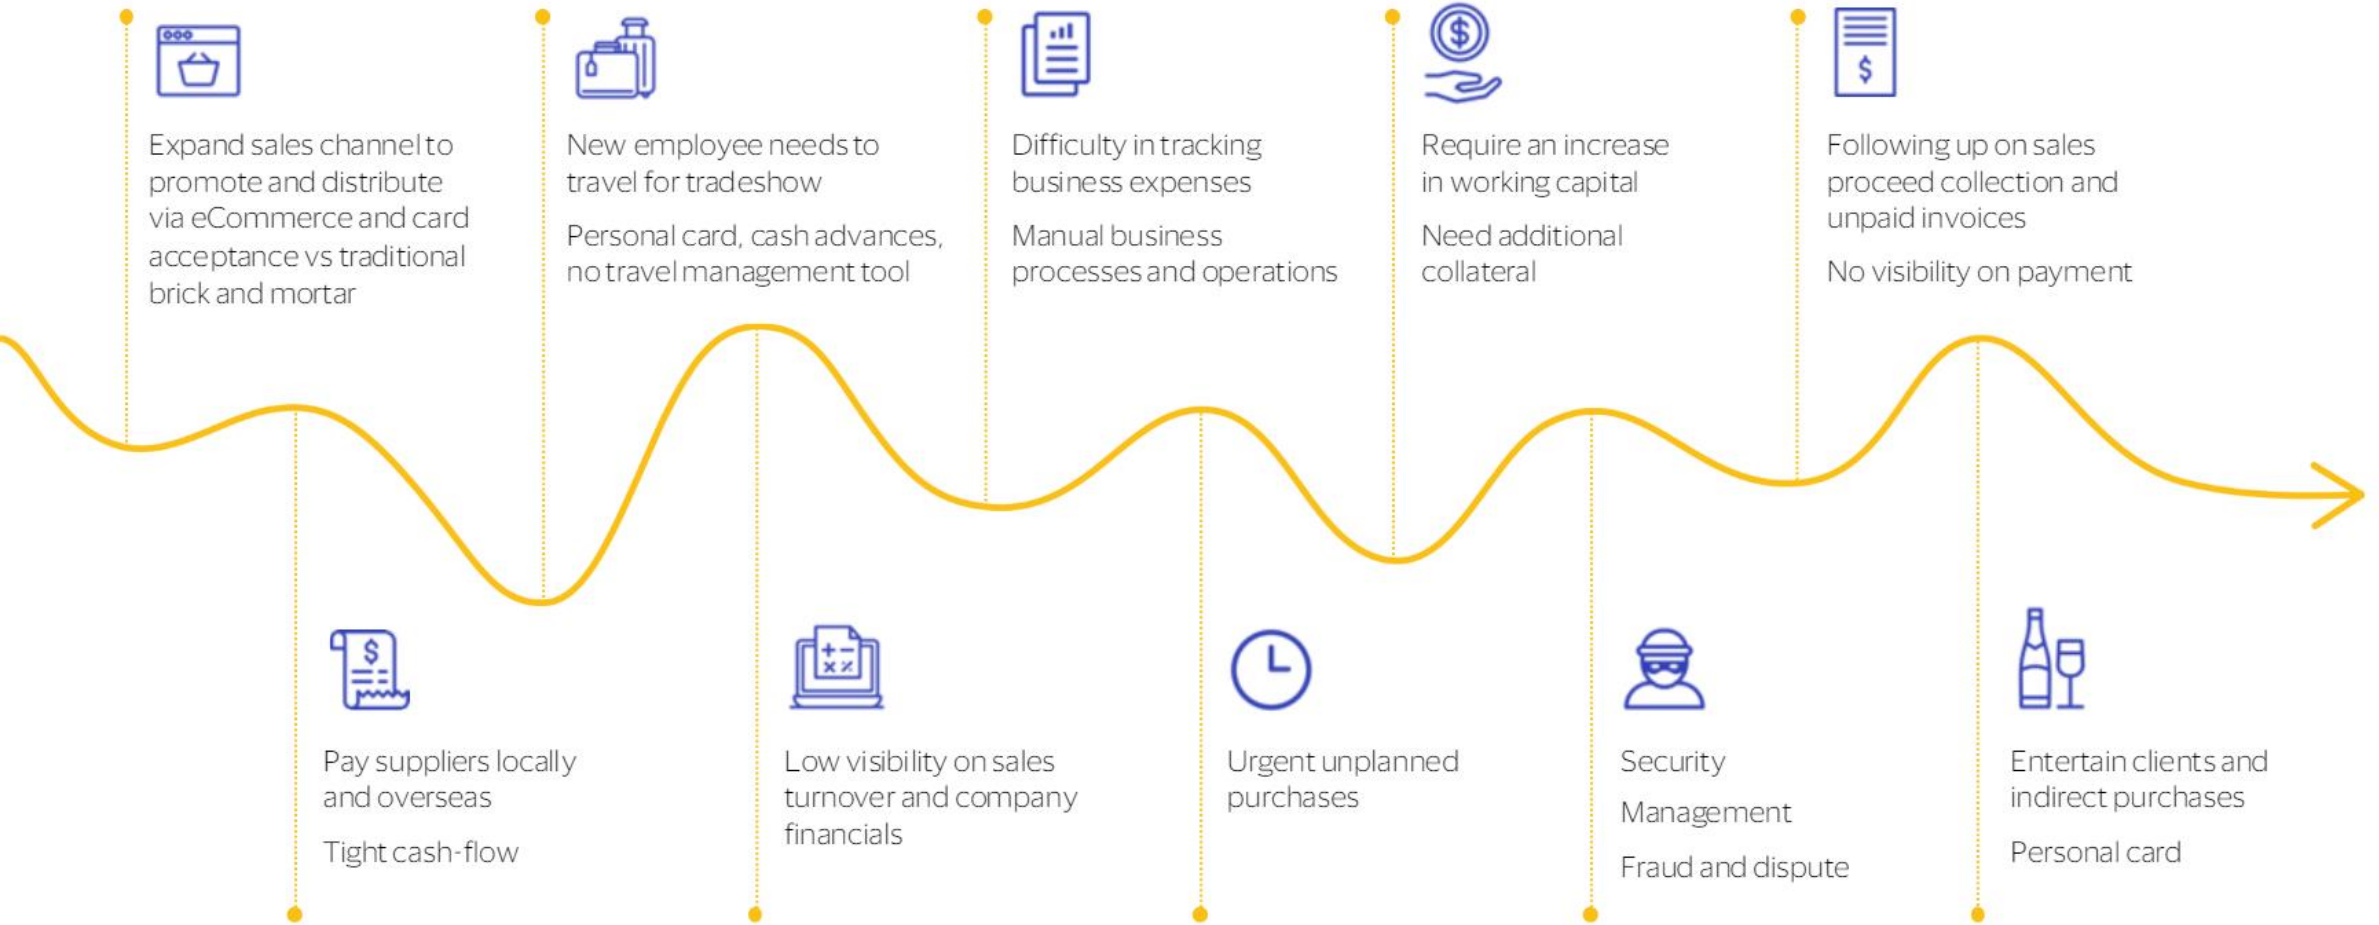 Expand sales channel to
promote and distribute
via eCommerce and card
acceptance vs traditional
brick and mortar
New employee needs to
travel for tradeshow
Personal card, cash advances,
no travel management tool
Difficulty in tracking
business expenses
Manual business
processes and operations
Require an increase
in working capital
Need additional
collateral
Following up on sales
proceed collection and
unpaid invoices
No visibility on payment
Pay suppliers locally
and overseas
Tight cash-flow
Low visibility on sales
turnover and company
financials
Urgent unplanned
purchases
Security
Management
Fraud and dispute
Entertain clients and
indirect purchases
Personal card